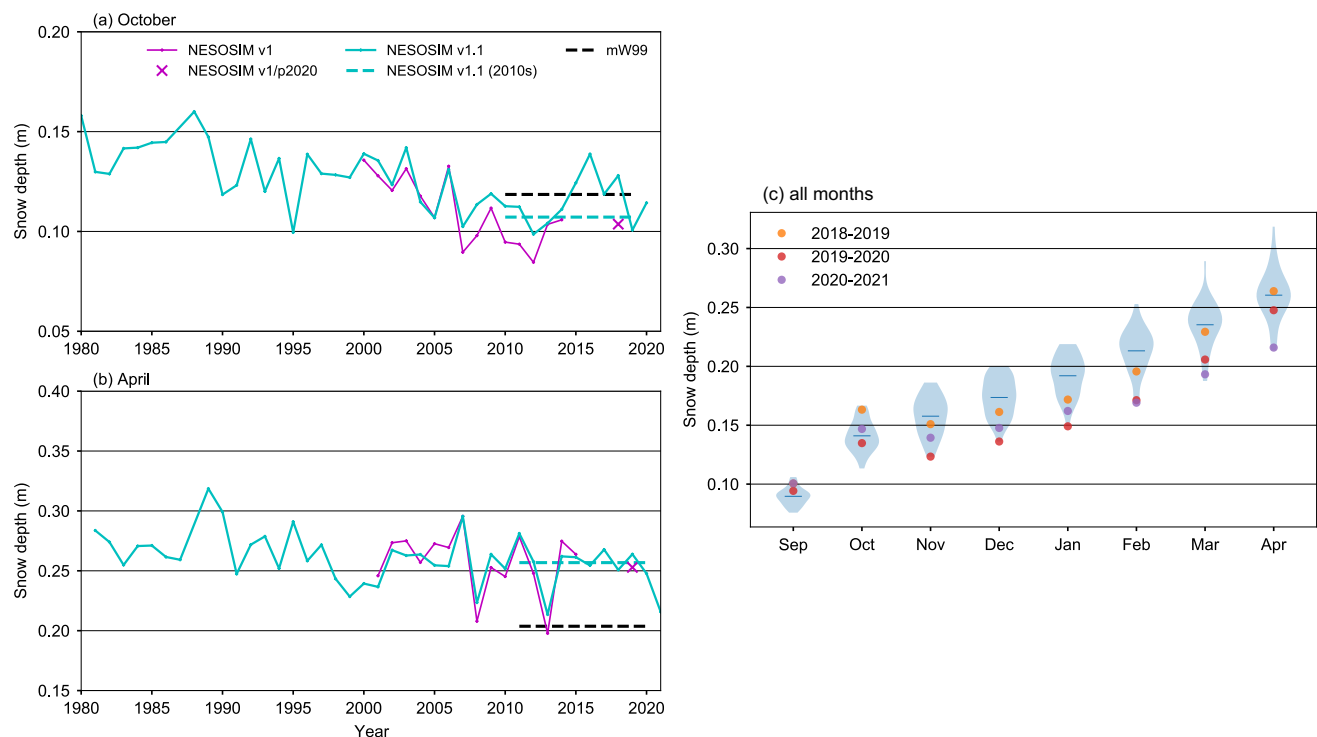 (a) October
0.20
0.15
0.10
0.05
Snow depth (m)
NESOSIM v1
NESOSIM v1/p2020
NESOSIM v1.1
NESOSIM v1.1 (2010s)
mW99
1980 1985 1990 1995 2000 2005 2010 2015 2020
(b) April
0.40
0.35
0.30
0.25
0.20
0.15
Snow depth (m)
1980 1985 1990 1995 2000 2005 2010 2015 2020
Year
(c) all months
0.30
0.25
0.20
0.15
0.10
Snow depth (m)
2018-2019
2019-2020
2020-2021
Sep Oct Nov Dec Jan Feb Mar Apr